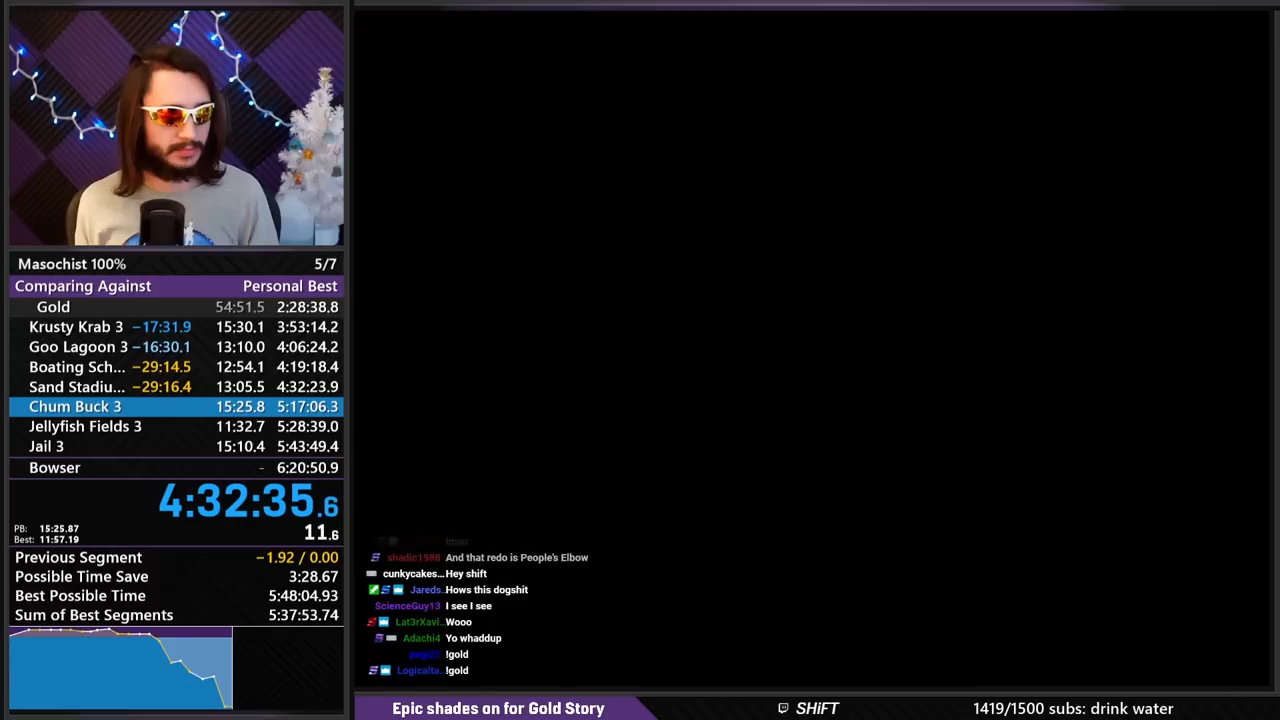 Masochist 100% 5/7
Comparing Against Personal Best
Gold 54:51.5 2:28:38.8
Krusty Krab 3 −17:31.9 15:30.1 3:53:14.2
Goo Lagoon 3 −16:30.1 13:10.0 4:06:24.2
Boating Sch... −29:14.5 12:54.1 4:19:18.4
Sand Stadiu... −29:16.4 13:05.5 4:32:23.9
Chum Buck 3 15:25.8 5:17:06.3
Jellyfish Fields 3 11:32.7 5:28:39.0
Jail 3 15:10.4 5:43:49.4
Bowser - 6:20:50.9
4:32:35.6
PB: 15:25.87
Best: 11:57.19
11.6
Previous Segment −1.92 / 0.00
Possible Time Save 3:28.67
Best Possible Time 5:48:04.93
Sum of Best Segments 5:37:53.74
lmao
shadic1988 And that redo is People's Elbow
cunkycakes... Hey shift
Jareds.. Hows this dogshit
ScienceGuy13 I see I see
Lat3rXavi.. Wooo
Adachi4 Yo whaddup
!gold
Logicalta.. !gold
Epic shades on for Gold Story
SHiFT
1419/1500 subs: drink water